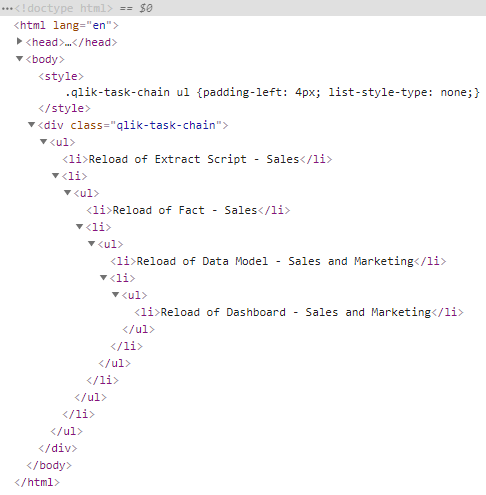 ···<!doctype html> == $0
<html lang="en">
▶<head>…</head>
▼<body>
<style>
.qlik-task-chain ul {padding-left: 4px; list-style-type: none;}
</style>
▼<div class="qlik-task-chain">
▼<ul>
<li>Reload of Extract Script - Sales</li>
▼<li>
▼<ul>
<li>Reload of Fact - Sales</li>
▼<li>
▼<ul>
<li>Reload of Data Model - Sales and Marketing</li>
▼<li>
▼<ul>
<li>Reload of Dashboard - Sales and Marketing</li>
</ul>
</li>
</ul>
</li>
</ul>
</li>
</ul>
</div>
</body>
</html>